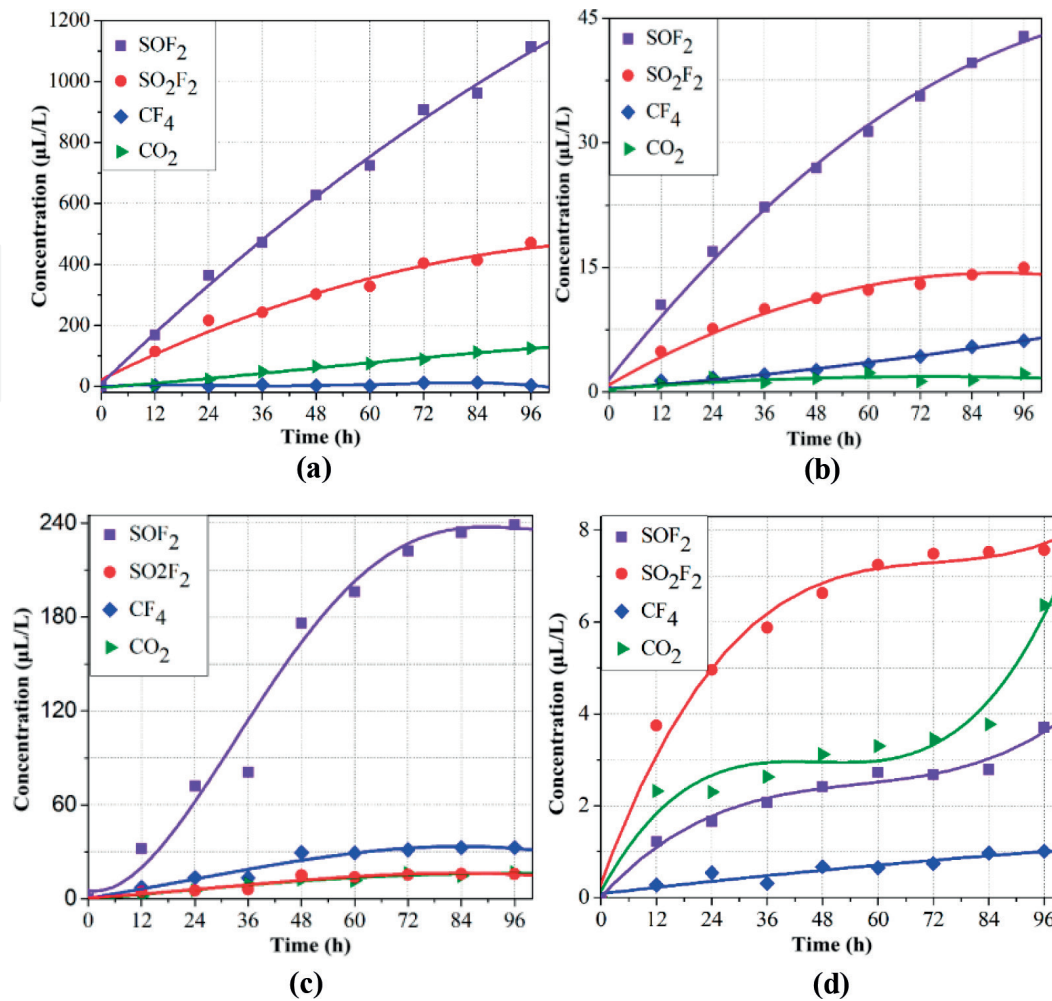 SOF2
SO2F2
CF4
CO2
Concentration (µL/L)
1200
1000
800
600
400
200
0
0 12 24 36 48 60 72 84 96
Time (h)
(a)
SOF2
SO2F2
CF4
CO2
Concentration (µL/L)
45
30
15
0
0 12 24 36 48 60 72 84 96
Time (h)
(b)
SOF2
SO2F2
CF4
CO2
Concentration (µL/L)
240
180
120
60
0
0 12 24 36 48 60 72 84 96
Time (h)
(c)
SOF2
SO2F2
CF4
CO2
Concentration (µL/L)
8
6
4
2
0
0 12 24 36 48 60 72 84 96
Time (h)
(d)